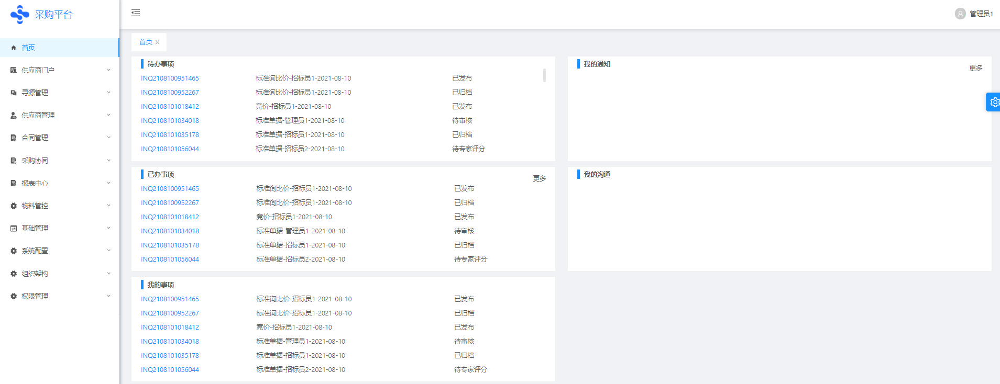 采购平台
管理员1
首页
供应商门户
寻源管理
供应商管理
合同管理
采购协同
报表中心
物料管控
基础管理
系统配置
组织架构
权限管理
首页
待办事项
INQ2108100951465 标准询比价-招标员1-2021-08-10 已发布
INQ2108100952267 标准询比价-招标员1-2021-08-10 已归档
INQ2108101018412 竞价-招标员1-2021-08-10 已发布
INQ2108101034018 标准单据-管理员1-2021-08-10 待审核
INQ2108101035178 标准单据-招标员1-2021-08-10 已归档
INQ2108101056044 标准单据-招标员2-2021-08-10 待专家评分
我的通知
更多
已办事项
更多
INQ2108100951465 标准询比价-招标员1-2021-08-10 已发布
INQ2108100952267 标准询比价-招标员1-2021-08-10 已归档
INQ2108101018412 竞价-招标员1-2021-08-10 已发布
INQ2108101034018 标准单据-管理员1-2021-08-10 待审核
INQ2108101035178 标准单据-招标员1-2021-08-10 已归档
INQ2108101056044 标准单据-招标员2-2021-08-10 待专家评分
我的沟通
我的事项
INQ2108100951465 标准询比价-招标员1-2021-08-10 已发布
INQ2108100952267 标准询比价-招标员1-2021-08-10 已归档
INQ2108101018412 竞价-招标员1-2021-08-10 已发布
INQ2108101034018 标准单据-管理员1-2021-08-10 待审核
INQ2108101035178 标准单据-招标员1-2021-08-10 已归档
INQ2108101056044 标准单据-招标员2-2021-08-10 待专家评分